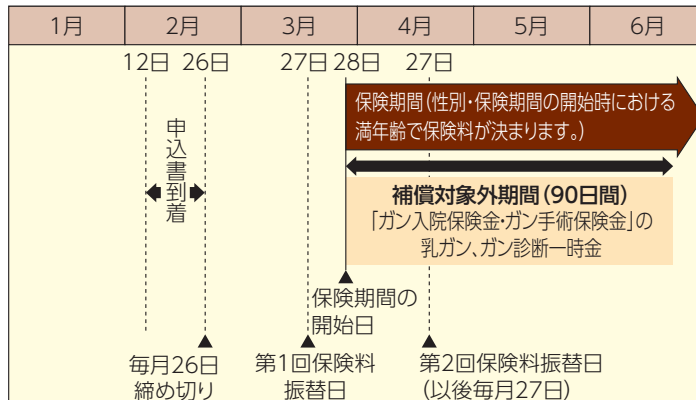 1月 2月 3月 4月 5月 6月
12日 26日 27日 28日 27日
保険期間(性別・保険期間の開始時における
満年齢で保険料が決まります。)
申込書到着
補償対象外期間(90日間)
「ガン入院保険金・ガン手術保険金」の
乳ガン、ガン診断一時金
保険期間の
開始日
毎月26日
締め切り
第1回保険料
振替日
第2回保険料振替日
(以後毎月27日)